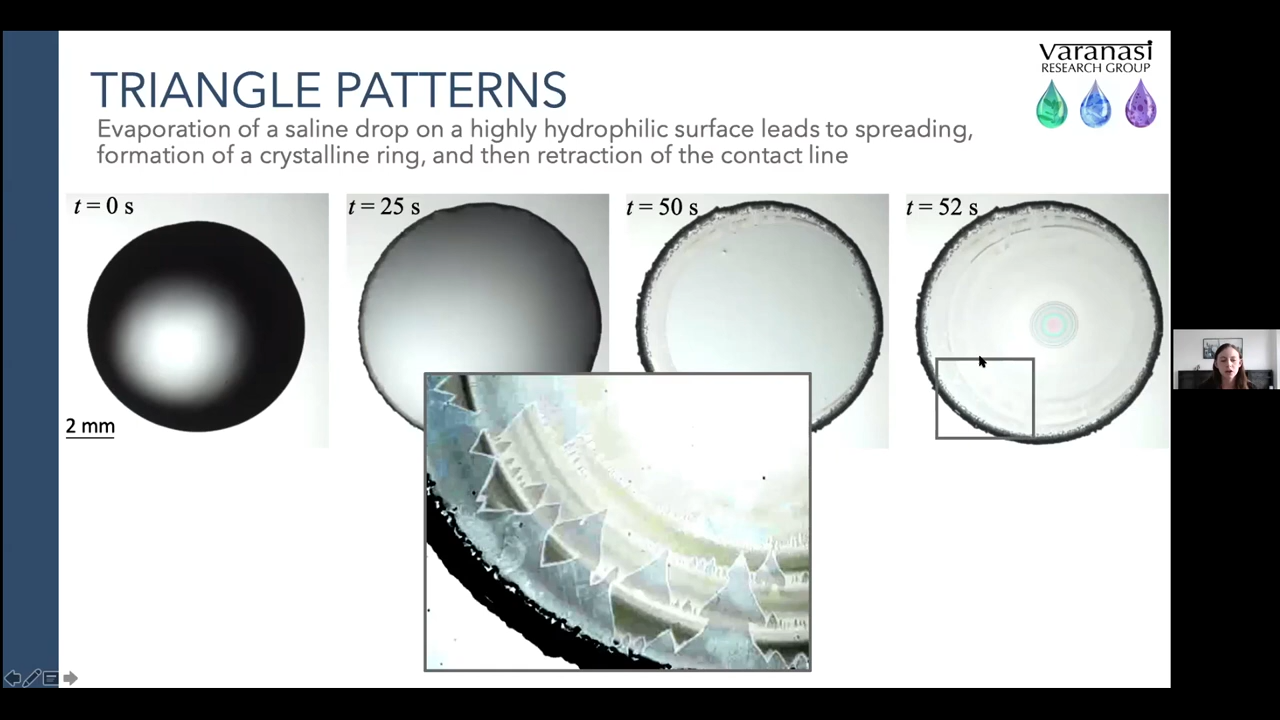 varanasi
RESEARCH GROUP
TRIANGLE PATTERNS
Evaporation of a saline drop on a highly hydrophilic surface leads to spreading,
formation of a crystalline ring, and then retraction of the contact line
t = 0 s
t = 25 s
t = 50 s
t = 52 s
2 mm